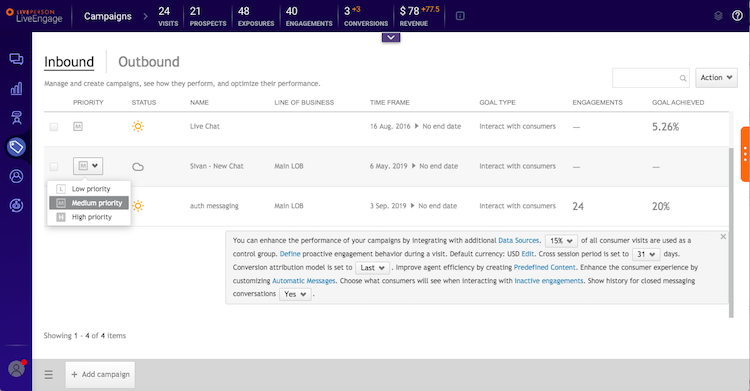 LIVEPERSON
LiveEngage
Campaigns
24
VISITS
21
PROSPECTS
48
EXPOSURES
40
ENGAGEMENTS
3 +3
CONVERSIONS
$ 78 +77.5
REVENUE
Inbound
Outbound
Manage and create campaigns, see how they perform, and optimize their performance.
Action
PRIORITY STATUS NAME LINE OF BUSINESS TIME FRAME GOAL TYPE ENGAGEMENTS GOAL ACHIEVED
M Live Chat 16 Aug. 2016 No end date Interact with consumers — 5.26%
M Sivan - New Chat Main LOB 6 May. 2019 No end date Interact with consumers — —
L Low priority
M Medium priority
H High priority
auth messaging Main LOB 3 Sep. 2019 No end date Interact with consumers 24 20%
You can enhance the performance of your campaigns by integrating with additional Data Sources. 15% of all consumer visits are used as a
control group. Define proactive engagement behavior during a visit. Default currency: USD Edit. Cross session period is set to 31 days.
Conversion attribution model is set to Last . Improve agent efficiency by creating Predefined Content. Enhance the consumer experience by
customizing Automatic Messages. Choose what consumers will see when interacting with inactive engagements. Show history for closed messaging
conversations Yes .
Showing 1 - 4 of 4 items
+ Add campaign